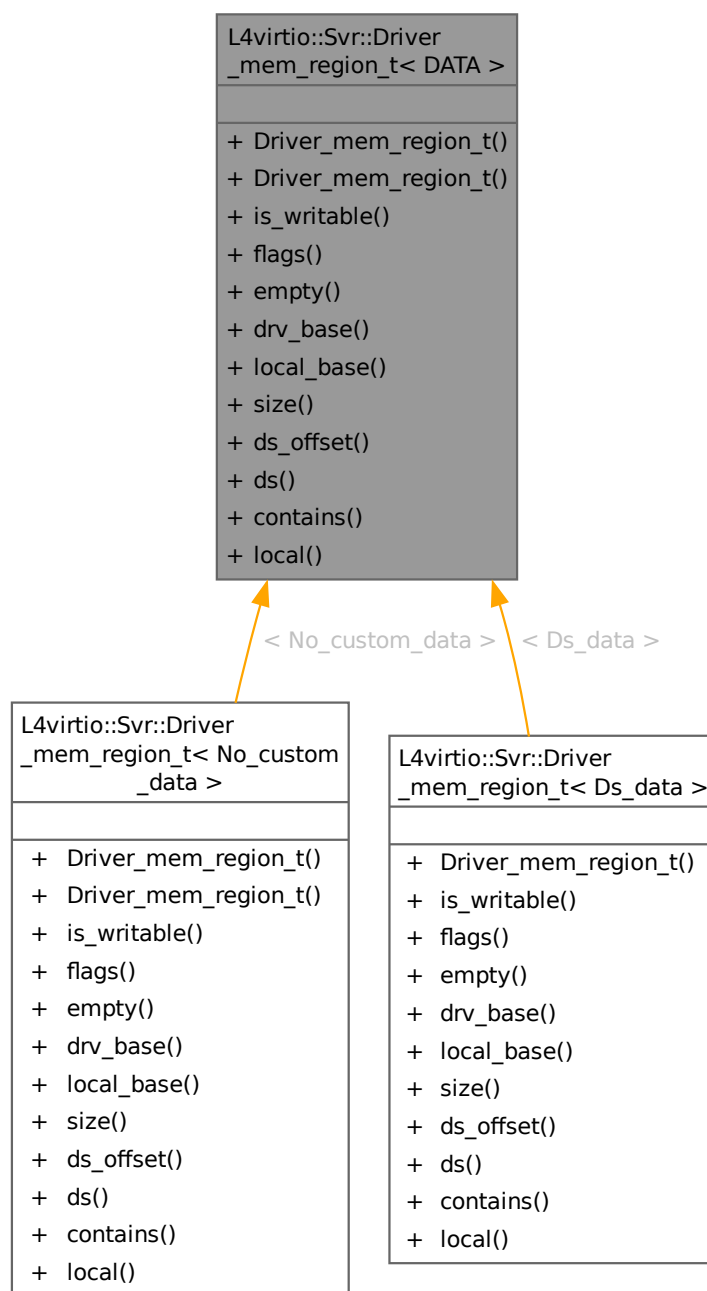 L4virtio::Svr::Driver
_mem_region_t< DATA >
+ Driver_mem_region_t()
+ Driver_mem_region_t()
+ is_writable()
+ flags()
+ empty()
+ drv_base()
+ local_base()
+ size()
+ ds_offset()
+ ds()
+ contains()
+ local()
< No_custom_data >
< Ds_data >
L4virtio::Svr::Driver
_mem_region_t< No_custom
_data >
+ Driver_mem_region_t()
+ Driver_mem_region_t()
+ is_writable()
+ flags()
+ empty()
+ drv_base()
+ local_base()
+ size()
+ ds_offset()
+ ds()
+ contains()
+ local()
L4virtio::Svr::Driver
_mem_region_t< Ds_data >
+ Driver_mem_region_t()
+ is_writable()
+ flags()
+ empty()
+ drv_base()
+ local_base()
+ size()
+ ds_offset()
+ ds()
+ contains()
+ local()